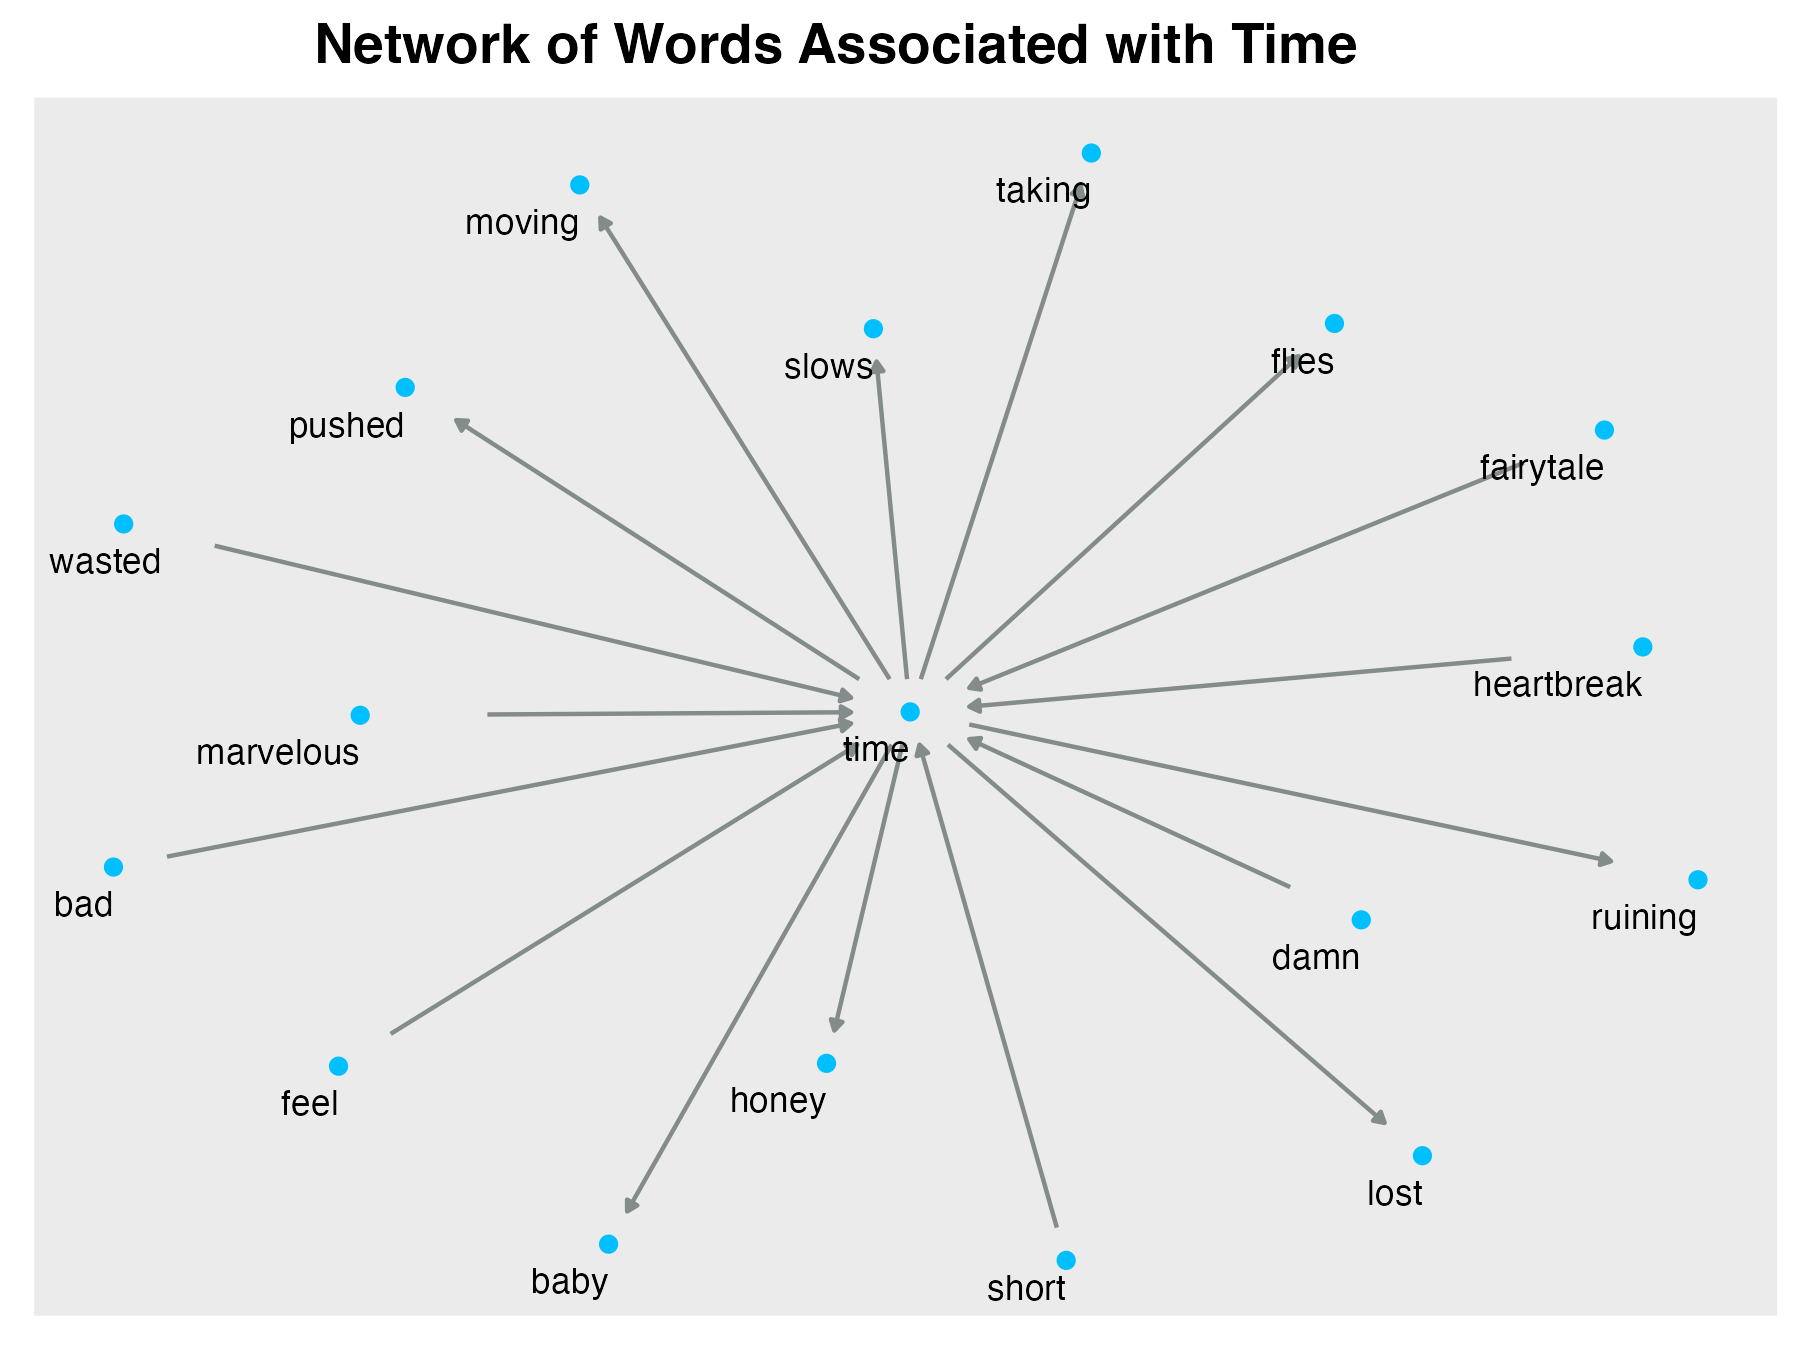 Network of Words Associated with Time
taking
moving
slows
flies
pushed
fairytale
wasted
heartbreak
time
marvelous
bad
ruining
damn
feel
honey
lost
baby
short